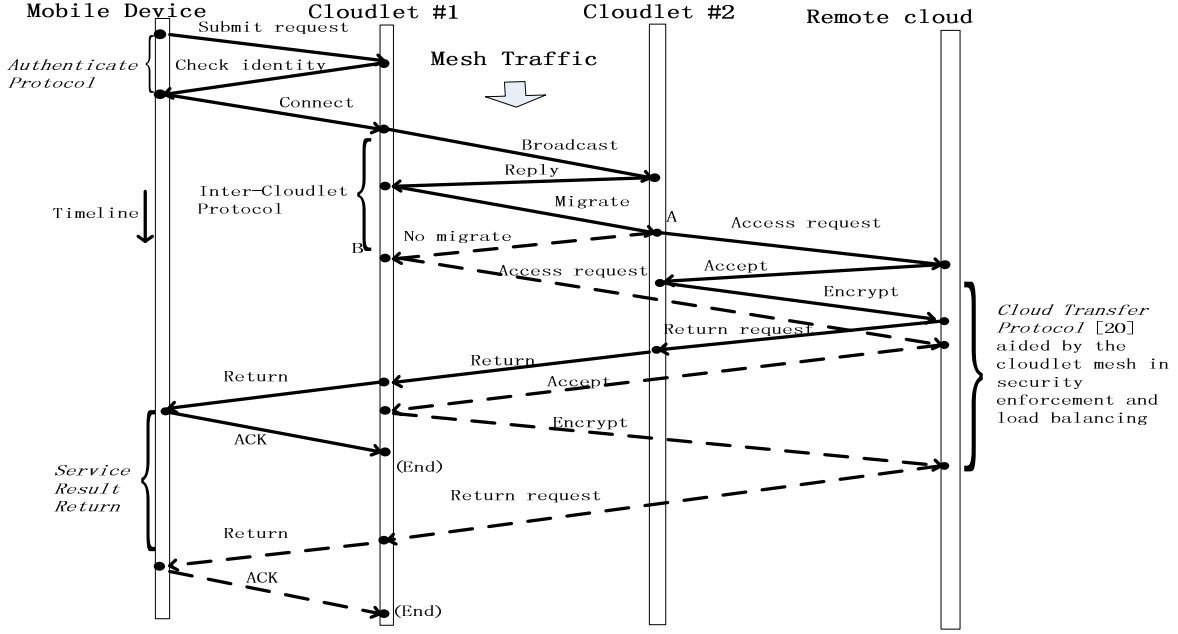 Mobile Device
Cloudlet #1
Cloudlet #2
Remote cloud
Submit request
Authenticate
Protocol
Check identity
Mesh Traffic
Connect
Broadcast
Reply
Inter-Cloudlet
Protocol
Migrate
Timeline
A
Access request
B
No migrate
Access request
Accept
Encrypt
Cloud Transfer
Protocol [20]
aided by the
cloudlet mesh in
security
enforcement and
load balancing
Return request
Return
Return
Accept
Encrypt
ACK
(End)
Service
Result
Return
Return request
Return
ACK
(End)